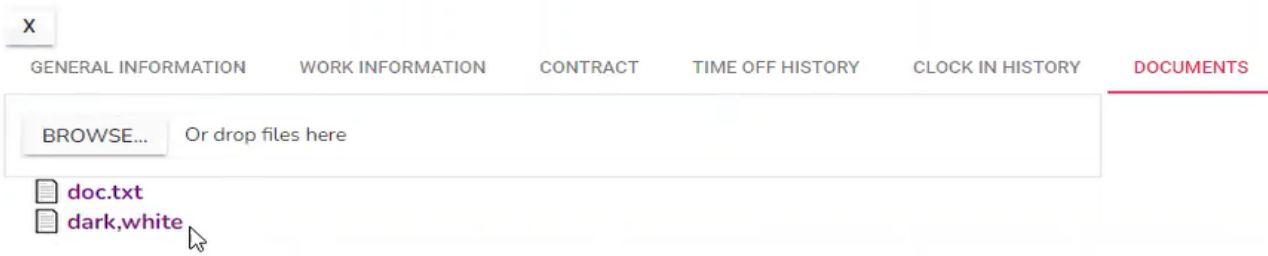 X
GENERAL INFORMATION WORK INFORMATION CONTRACT TIME OFF HISTORY CLOCK IN HISTORY DOCUMENTS
BROWSE... Or drop files here
doc.txt
dark,white